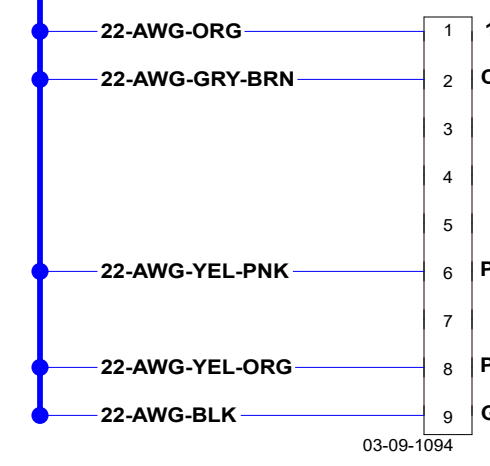 22-AWG-ORG 1
22-AWG-GRY-BRN 2
3
4
5
22-AWG-YEL-PNK 6 P
7
22-AWG-YEL-ORG 8 P
22-AWG-BLK 9
03-09-1094